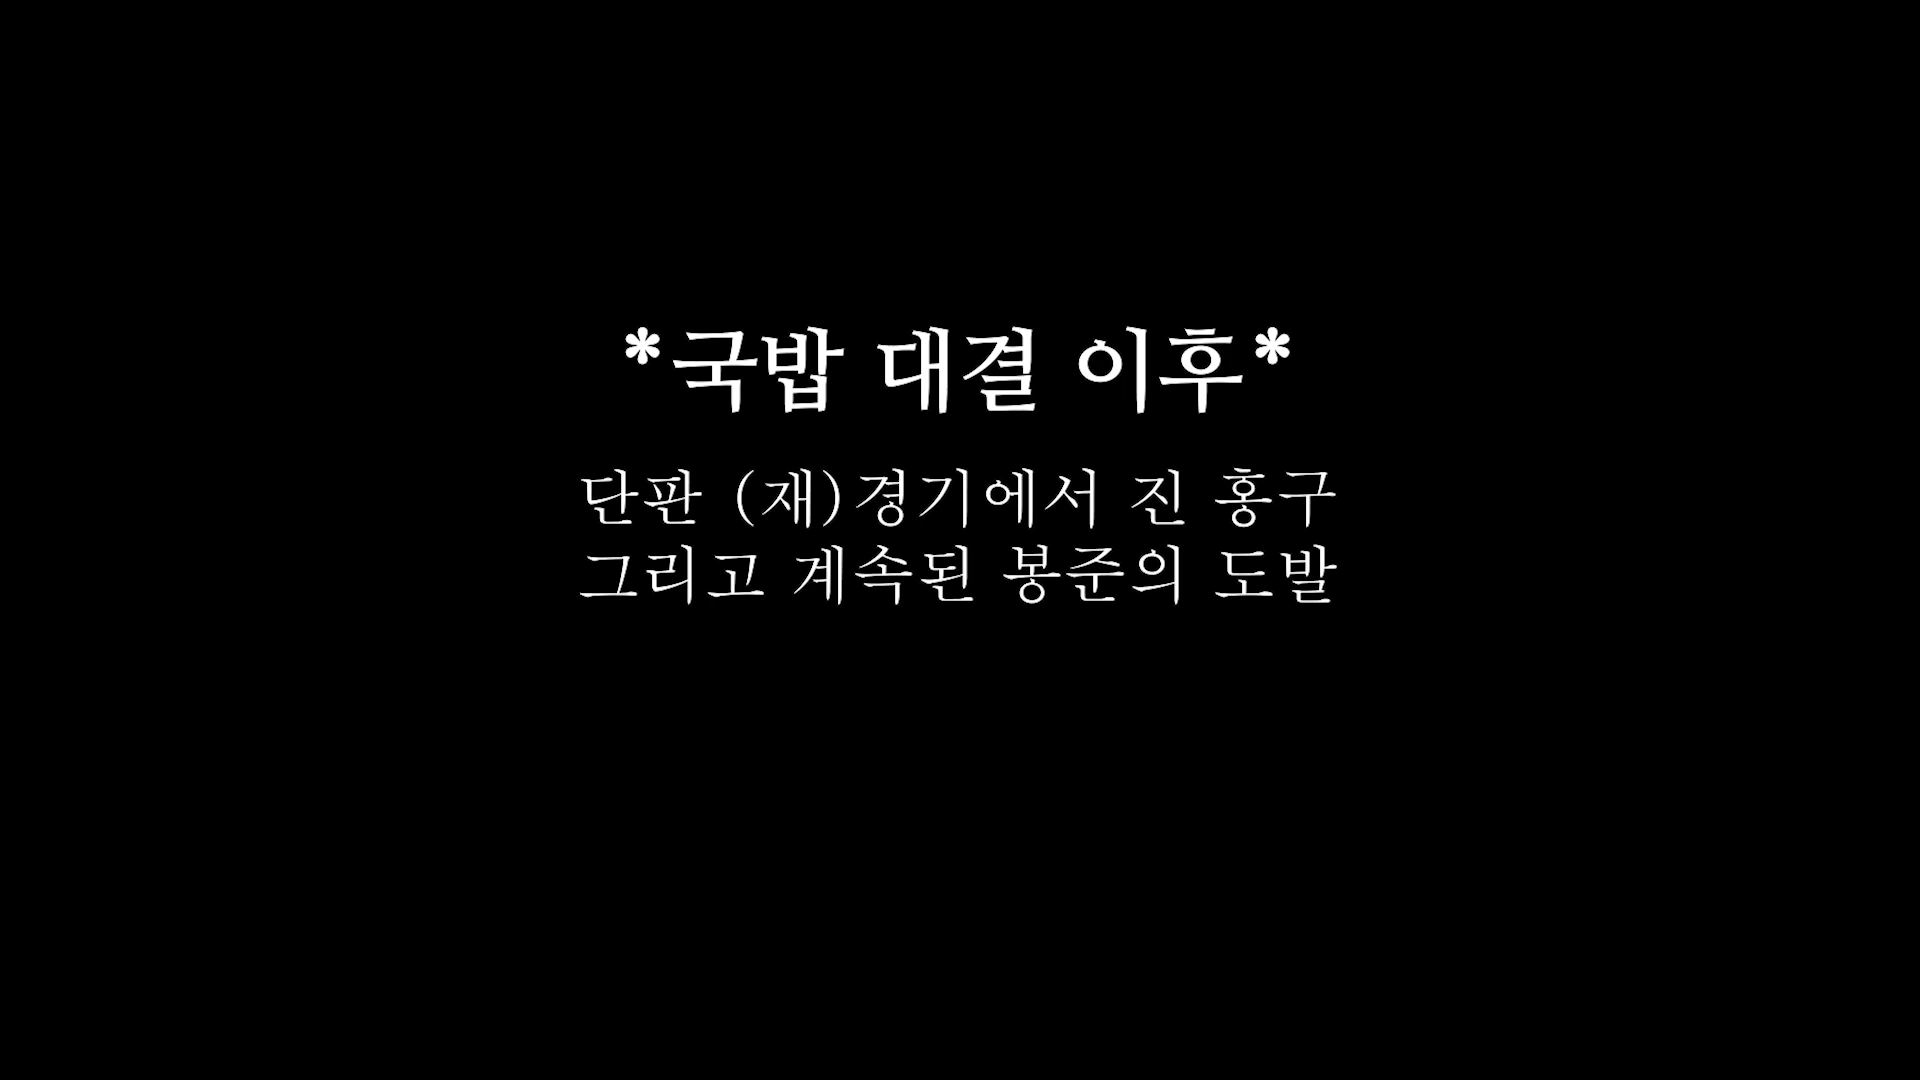 *국밥 대결 이후*
단판 (재)경기에서 진 홍구
그리고 계속된 봉준의 도발